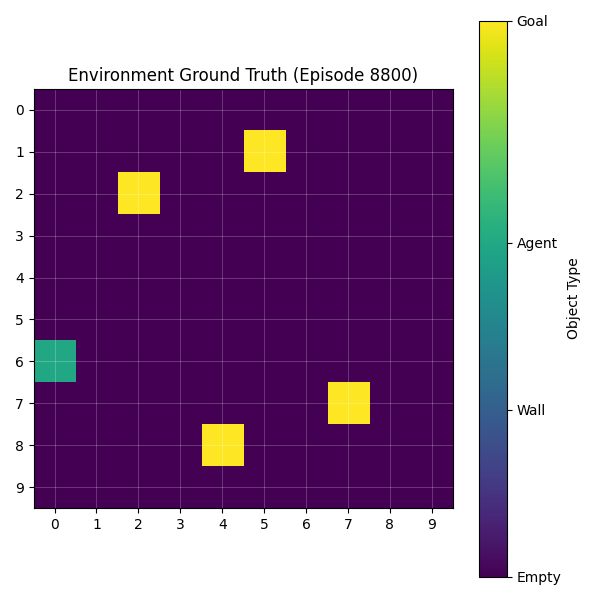 Environment Ground Truth (Episode 8800)
0
1
2
3
4
5
6
7
8
9
0 1 2 3 4 5 6 7 8 9
Goal
Agent
Wall
Empty
Object Type